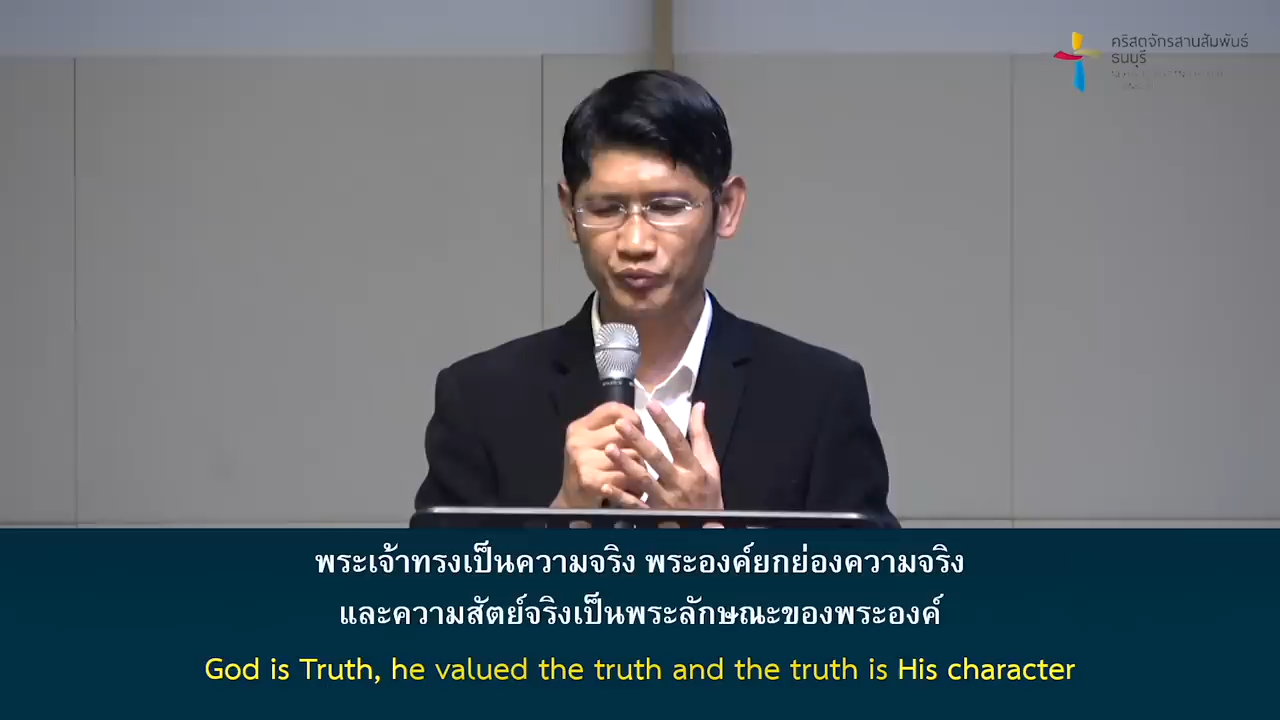 คริสตจักรสานสัมพันธ์
ธนบุรี
พระเจ้าทรงเป็นความจริง พระองค์ยกย่องความจริง
และความสัตย์จริงเป็นพระลักษณะของพระองค์
God is Truth, he valued the truth and the truth is His character